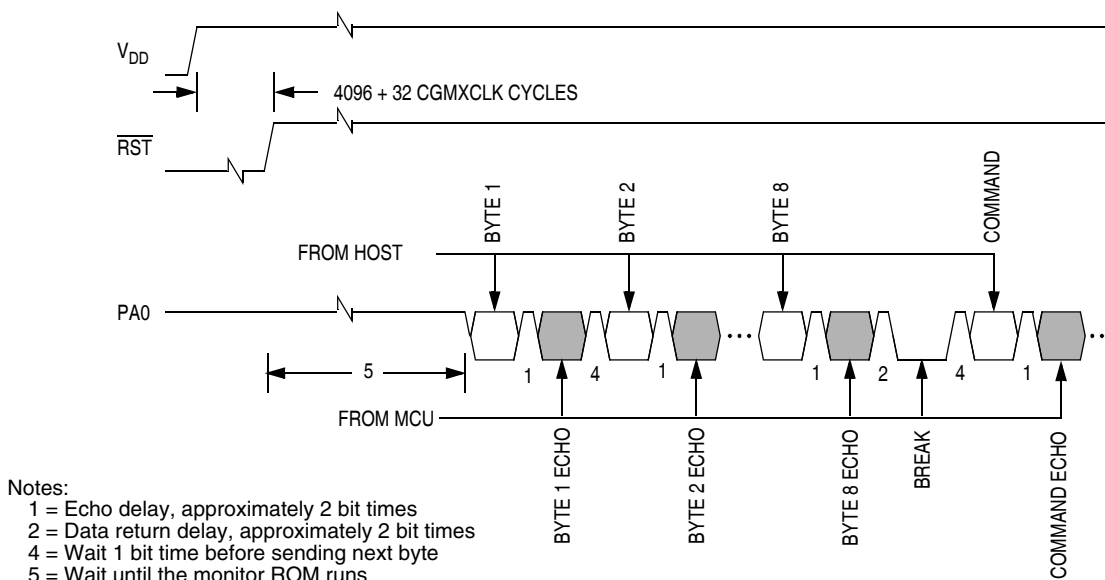 VDD
4096 + 32 CGMXCLK CYCLES
RST
BYTE 1
BYTE 2
BYTE 8
COMMAND
FROM HOST
PA0
5
1
4
1
1
2
4
1
FROM MCU
BYTE 1 ECHO
BYTE 2 ECHO
BYTE 8 ECHO
BREAK
COMMAND ECHO
Notes:
1 = Echo delay, approximately 2 bit times
2 = Data return delay, approximately 2 bit times
4 = Wait 1 bit time before sending next byte
5 = Wait until the monitor ROM runs